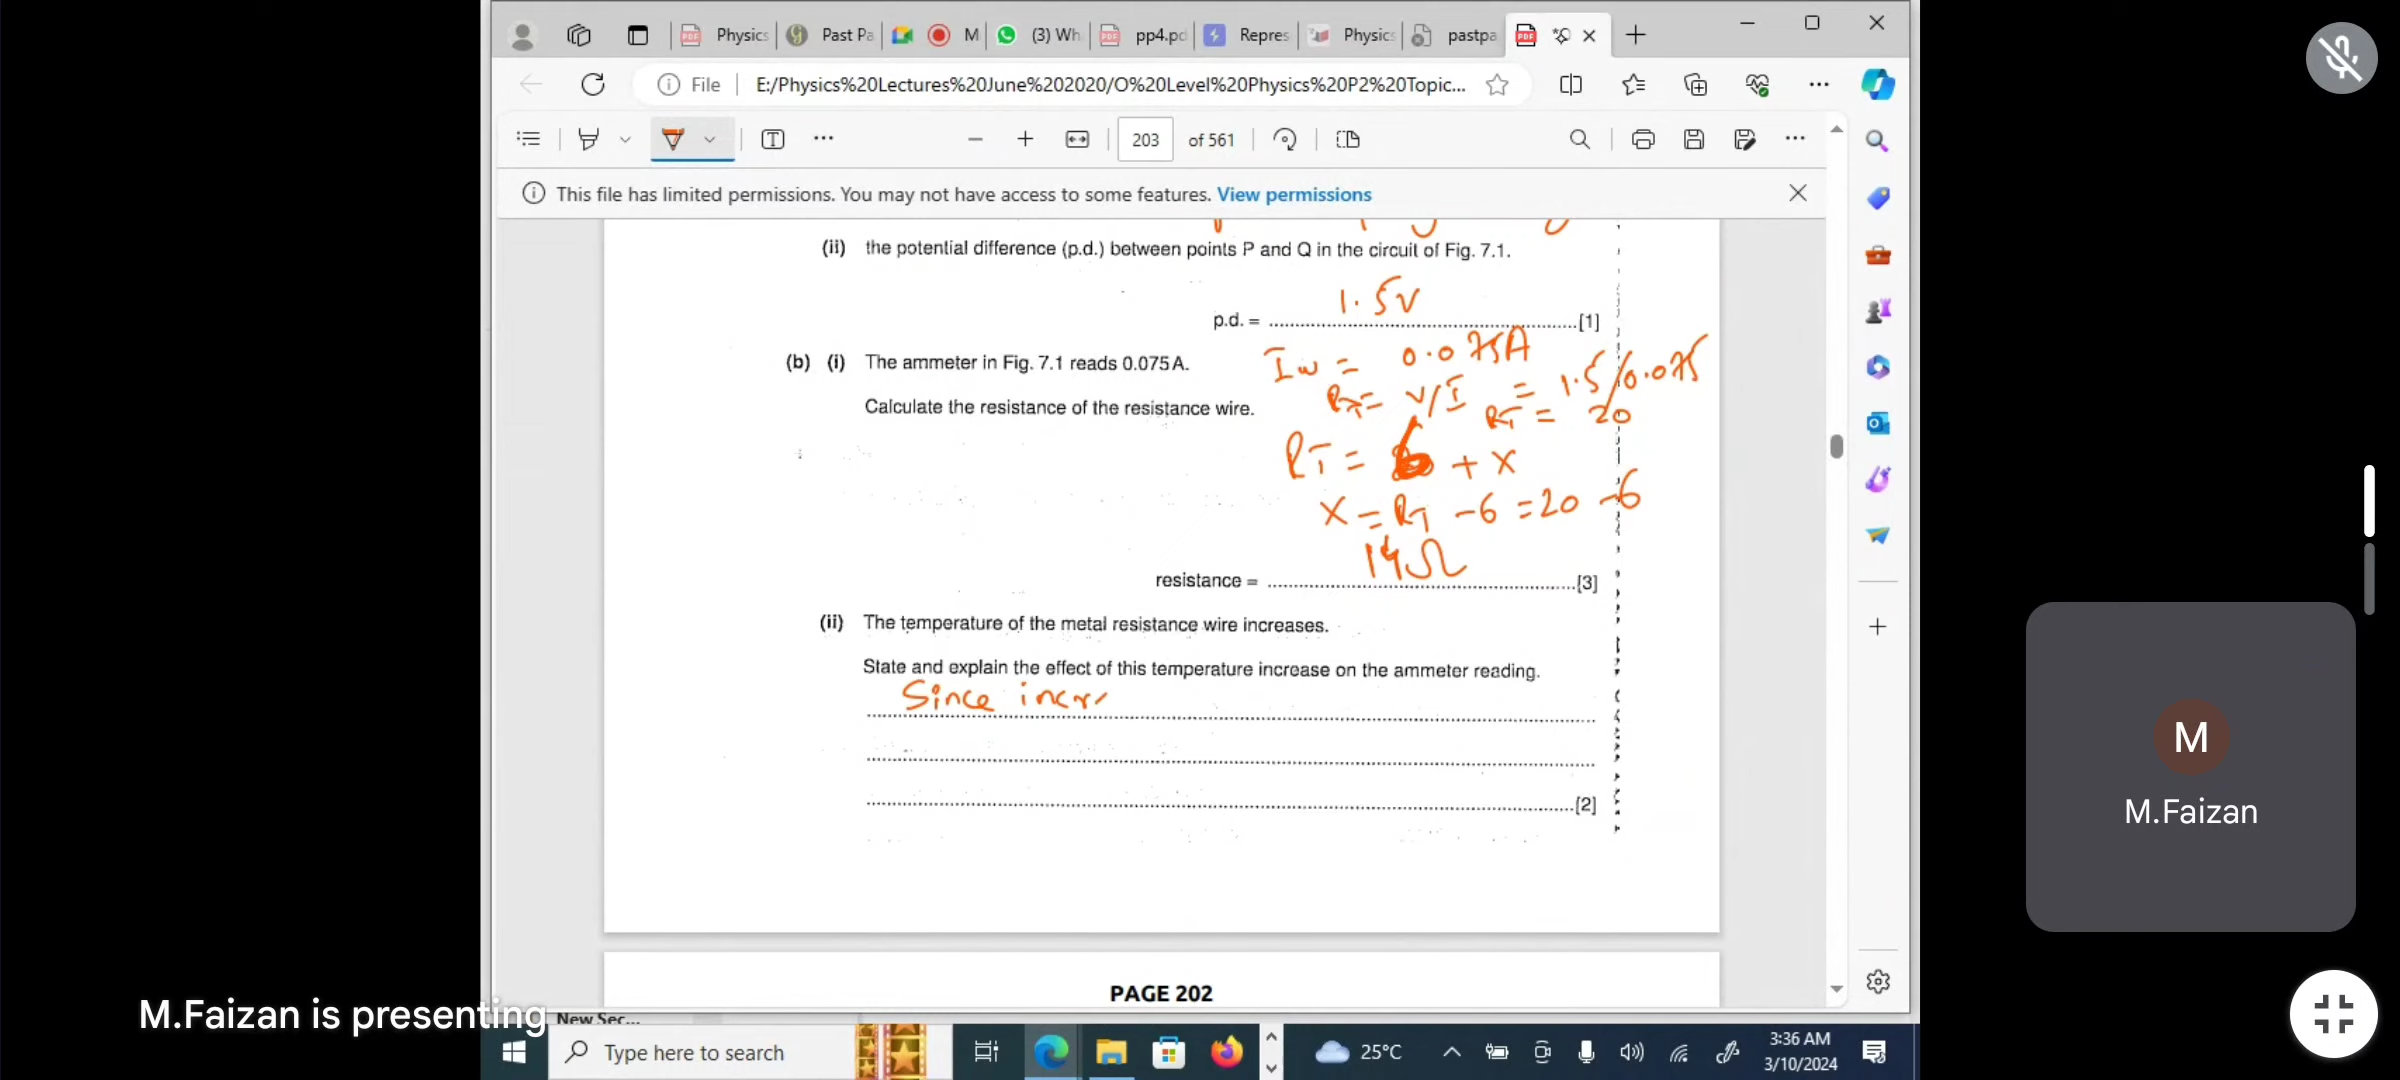 Physics
Past Pa
M
(3) Wh
pp4.pd
Repres
Physics
pastpa
File
E:/Physics%20Lectures%20June%202020/O%20Level%20Physics%20P2%20Topic...
203 of 561
This file has limited permissions. You may not have access to some features. View permissions
(ii) the potential difference (p.d.) between points P and Q in the circuit of Fig. 7.1.
1.5V
p.d. = ........ [1]
(b) (i) The ammeter in Fig. 7.1 reads 0.075 A.
Iw = 0.075A
RT = V/I = 1.5/0.075
Calculate the resistance of the resistance wire.
RT = 20
RT = 6 + X
X = RT - 6 = 20 - 6
14Ω
resistance = ........ [3]
(ii) The temperature of the metal resistance wire increases.
State and explain the effect of this temperature increase on the ammeter reading.
Since incr
[2]
PAGE 202
M
M.Faizan
M.Faizan is presenting
New Sec...
Type here to search
25°C
3:36 AM
3/10/2024